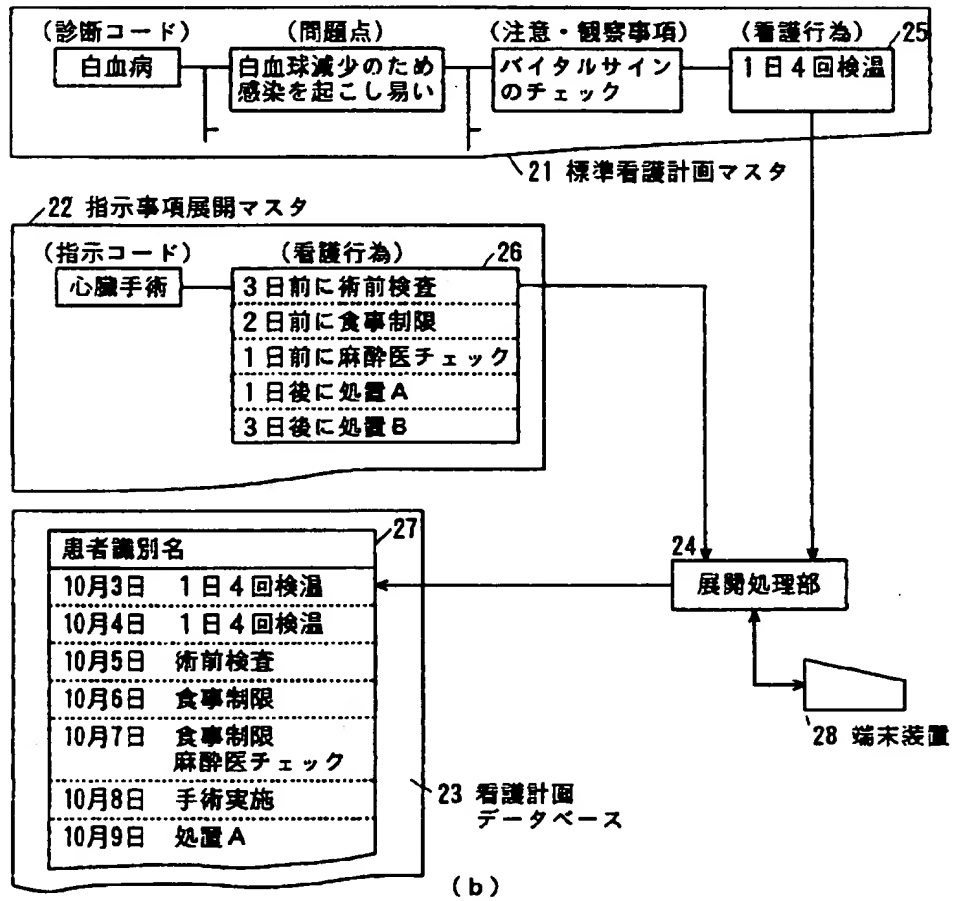 (診断コード) (問題点) (注意・観察事項) (看護行為) 25
白血病 白血球減少のため バイタルサイン 1日4回検温
感染を起こし易い のチェック
21 標準看護計画マスタ
22 指示事項展開マスタ
(指示コード) (看護行為) 26
心臓手術 3日前に術前検査
2日前に食事制限
1日前に麻酔医チェック
1日後に処置A
3日後に処置B
27
患者識別名
24
10月3日 1日4回検温 展開処理部
10月4日 1日4回検温
10月5日 術前検査
10月6日 食事制限
10月7日 食事制限
麻酔医チェック
28 端末装置
10月8日 手術実施
23 看護計画
データベース
10月9日 処置A
(b)